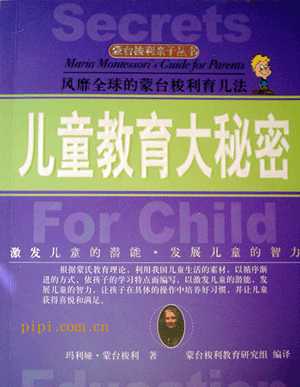 Secrets
蒙台梭利亲子丛书
Maria Montessori's Guide for Parents
风靡全球的蒙台梭利育儿法
儿童教育大秘密
For Child
激发儿童的潜能·发展儿童的智力
根据蒙氏教育理论，利用我国儿童生活的素材，以循序渐
进的方式，依孩子的学习特点而编写，以激发儿童的潜能，发
展儿童的智力，让孩子在具体的操作中培养好习惯，并让儿童
获得喜悦和满足。
pipi.com.cn
玛利娅·蒙台梭利 著 蒙台梭利教育研究组 编译
Education